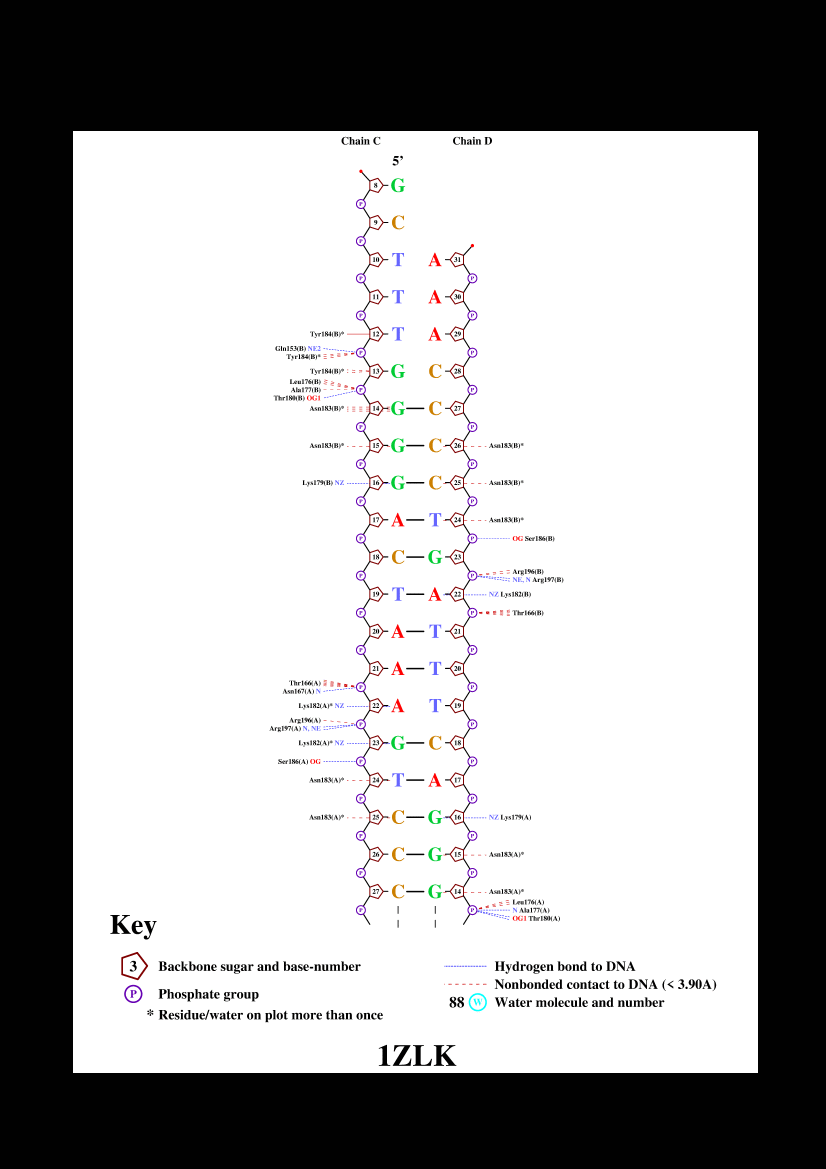 Chain C Chain D
5’
8 G
P
9 C
P
10 T A 31
P P
11 T A 30
P P
Tyr184(B)* 12 T A 29
Gln153(B) NE2
P P
Tyr184(B)*
Tyr184(B)* 13 G C 28
Leu176(B)
Ala177(B) P P
Thr180(B) OG1
Asn183(B)* 14 G C 27
P P
Asn183(B)* 15 G C 26 Asn183(B)*
P P
Lys179(B) NZ 16 G C 25 Asn183(B)*
P P
17 A T 24 Asn183(B)*
P P OG Ser186(B)
18 C G 23
Arg196(B)
P P
NE, N Arg197(B)
19 T A 22 NZ Lys182(B)
P P Thr166(B)
20 A T 21
P P
21 A T 20
Thr166(A)
P P
Asn167(A) N
Lys182(A)* NZ 22 A T 19
Arg196(A)
P P
Arg197(A) N, NE
Lys182(A)* NZ 23 G C 18
Ser186(A) OG P P
Asn183(A)* 24 T A 17
P P
Asn183(A)* 25 C G 16 NZ Lys179(A)
P P
26 C G 15 Asn183(A)*
P P
27 C G 14 Asn183(A)*
Leu176(A)
P P N Ala177(A)
OG1 Thr180(A)
Key
3 Backbone sugar and base-number
P Phosphate group
* Residue/water on plot more than once
Hydrogen bond to DNA
Nonbonded contact to DNA (< 3.90A)
88 W Water molecule and number
1ZLK